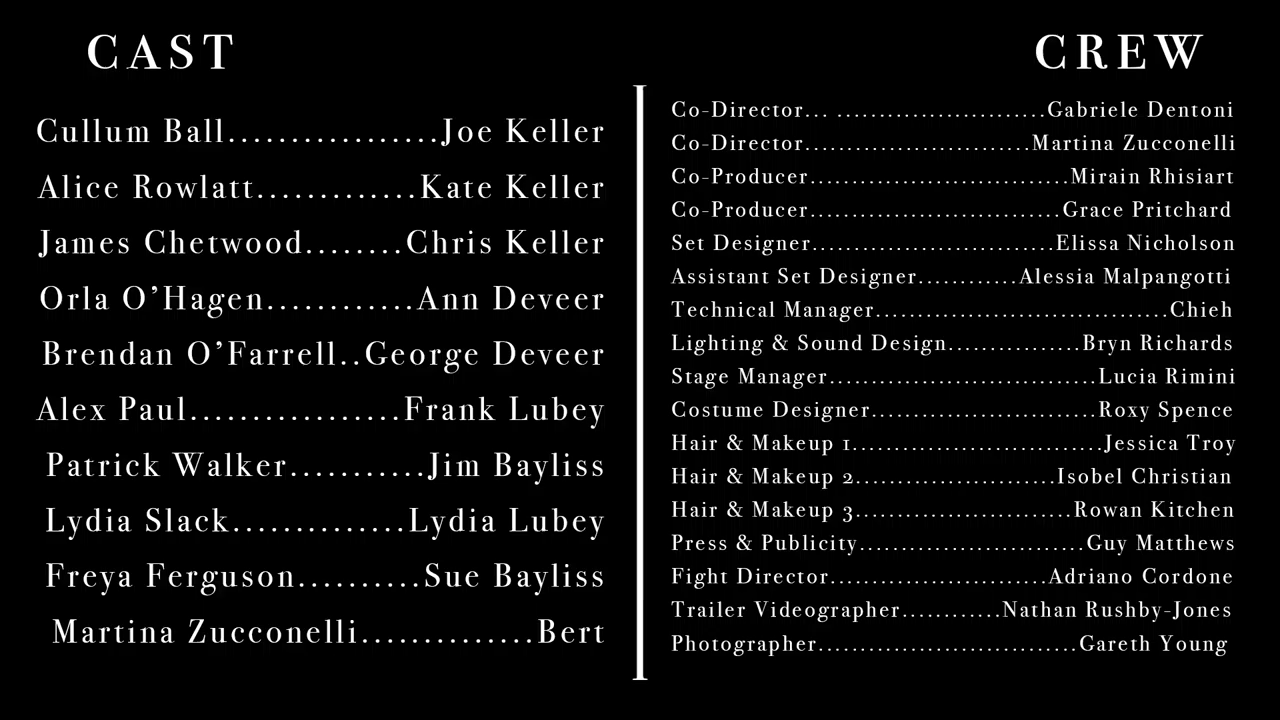 CAST
Cullum Ball.................Joe Keller
Alice Rowlatt.............Kate Keller
James Chetwood........Chris Keller
Orla O’Hagen............Ann Deveer
Brendan O’Farrell..George Deveer
Alex Paul.................Frank Lubey
Patrick Walker...........Jim Bayliss
Lydia Slack..............Lydia Lubey
Freya Ferguson..........Sue Bayliss
Martina Zucconelli..............Bert
CREW
Co-Director... .........................Gabriele Dentoni
Co-Director...........................Martina Zucconelli
Co-Producer...............................Mirain Rhisiart
Co-Producer..............................Grace Pritchard
Set Designer.............................Elissa Nicholson
Assistant Set Designer............Alessia Malpangotti
Technical Manager...................................Chieh
Lighting & Sound Design................Bryn Richards
Stage Manager................................Lucia Rimini
Costume Designer...........................Roxy Spence
Hair & Makeup 1..............................Jessica Troy
Hair & Makeup 2........................Isobel Christian
Hair & Makeup 3..........................Rowan Kitchen
Press & Publicity...........................Guy Matthews
Fight Director..........................Adriano Cordone
Trailer Videographer............Nathan Rushby-Jones
Photographer...............................Gareth Young